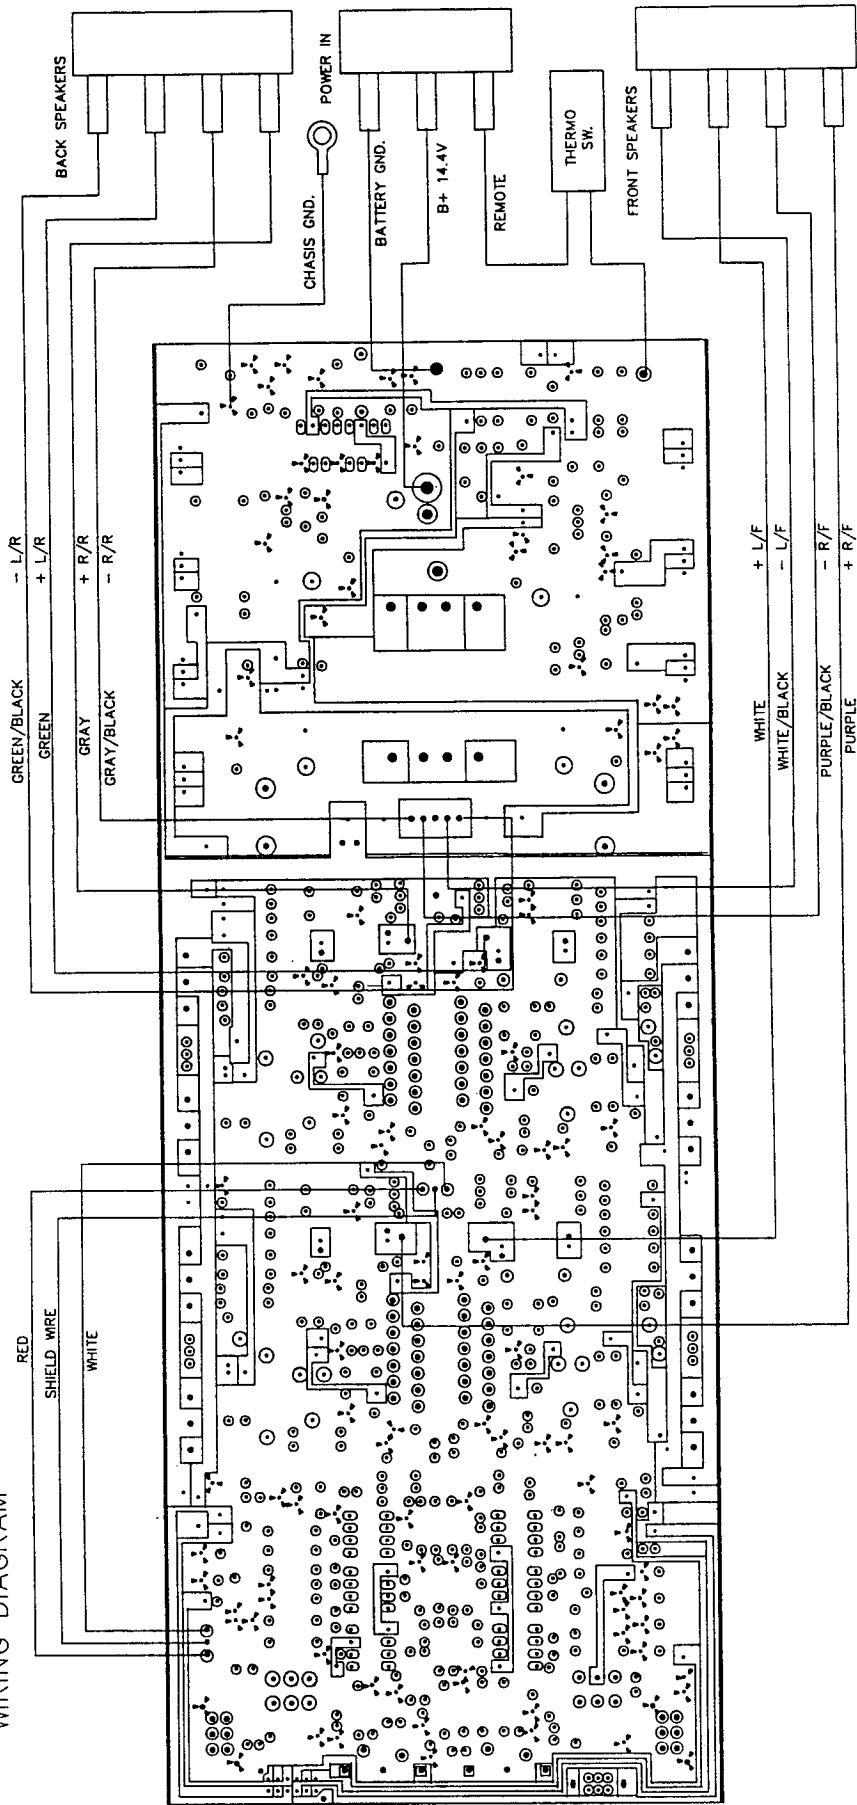 WIRING DIAGRAM
BACK SPEAKERS
POWER IN
CHASIS GND.
BATTERY GND.
B+ 14.4V
REMOTE
THERMO
SW.
FRONT SPEAKERS
GREEN/BLACK - L/R
GREEN + L/R
GRAY + R/R
GRAY/BLACK - R/R
WHITE + L/F
WHITE/BLACK - L/F
PURPLE/BLACK - R/F
PURPLE + R/F
RED
SHIELD WIRE
WHITE